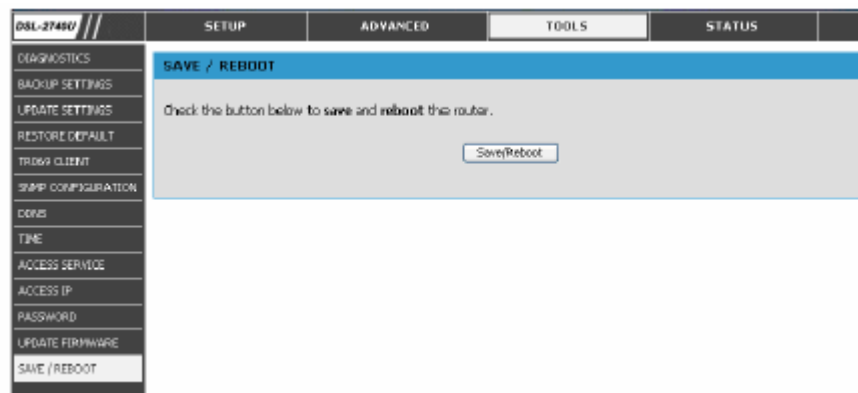 DSL-2740U SETUP ADVANCED TOOLS STATUS
DIAGNOSTICS
BACKUP SETTINGS
UPDATE SETTINGS
RESTORE DEFAULT
TR069 CLIENT
SNMP CONFIGURATION
DDNS
TIME
ACCESS SERVICE
ACCESS IP
PASSWORD
UPDATE FIRMWARE
SAVE / REBOOT
SAVE / REBOOT
Check the button below to save and reboot the router.
Save/Reboot